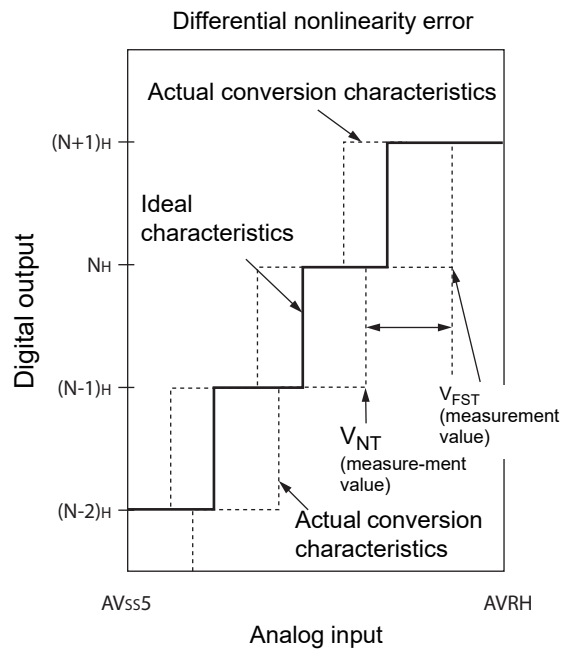 Differential nonlinearity error
Actual conversion characteristics
(N+1)H
Ideal
characteristics
NH
Digital output
(N-1)H
VFST
(measurement
value)
VNT
(measure-ment
value)
(N-2)H
Actual conversion
characteristics
AVSS5
AVRH
Analog input